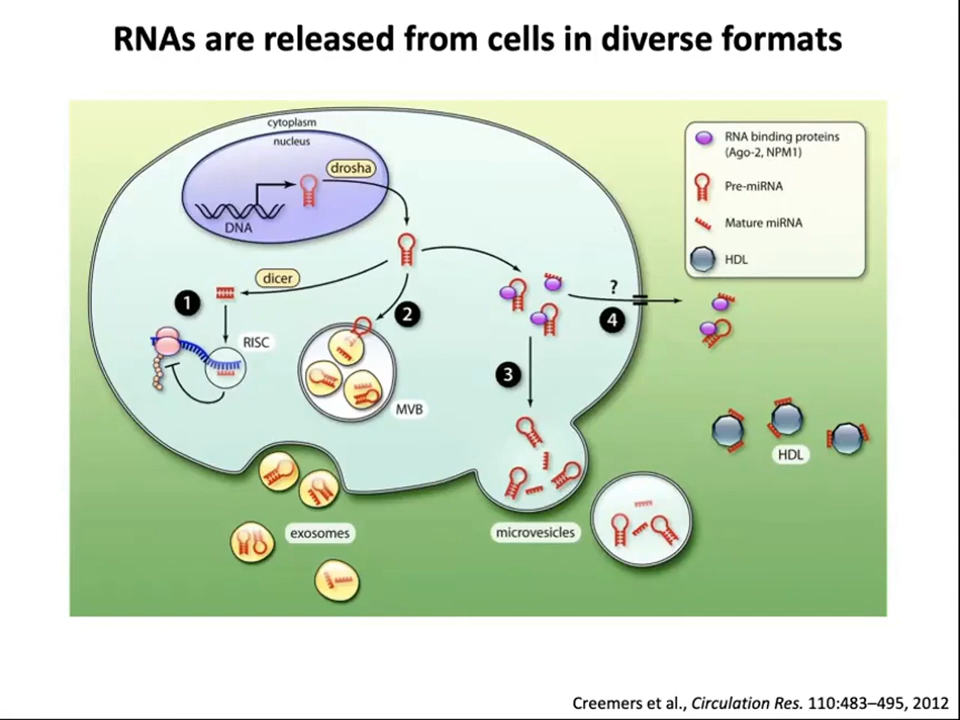 RNAs are released from cells in diverse formats
cytoplasm
nucleus
drosha
DNA
RNA binding proteins
(Ago-2, NPM1)
Pre-miRNA
Mature miRNA
HDL
dicer
1
2
?
4
RISC
3
MVB
HDL
exosomes
microvesicles
Creemers et al., Circulation Res. 110:483–495, 2012